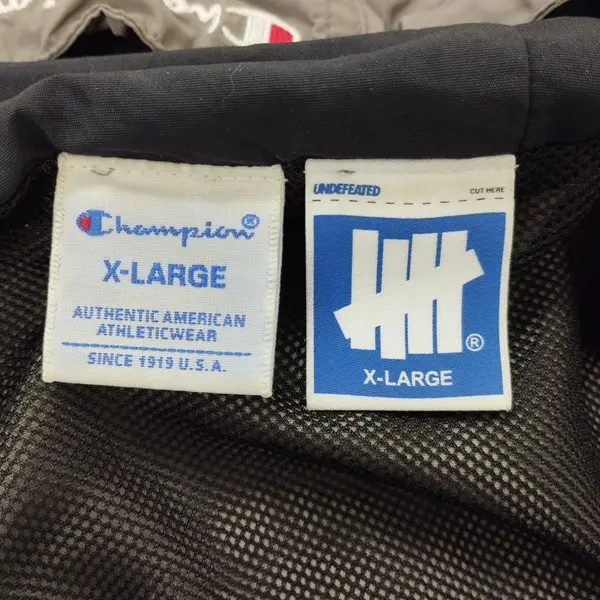 Champion®
X-LARGE
AUTHENTIC AMERICAN
ATHLETICWEAR
SINCE 1919 U.S.A.
UNDEFEATED CUT HERE
®
X-LARGE